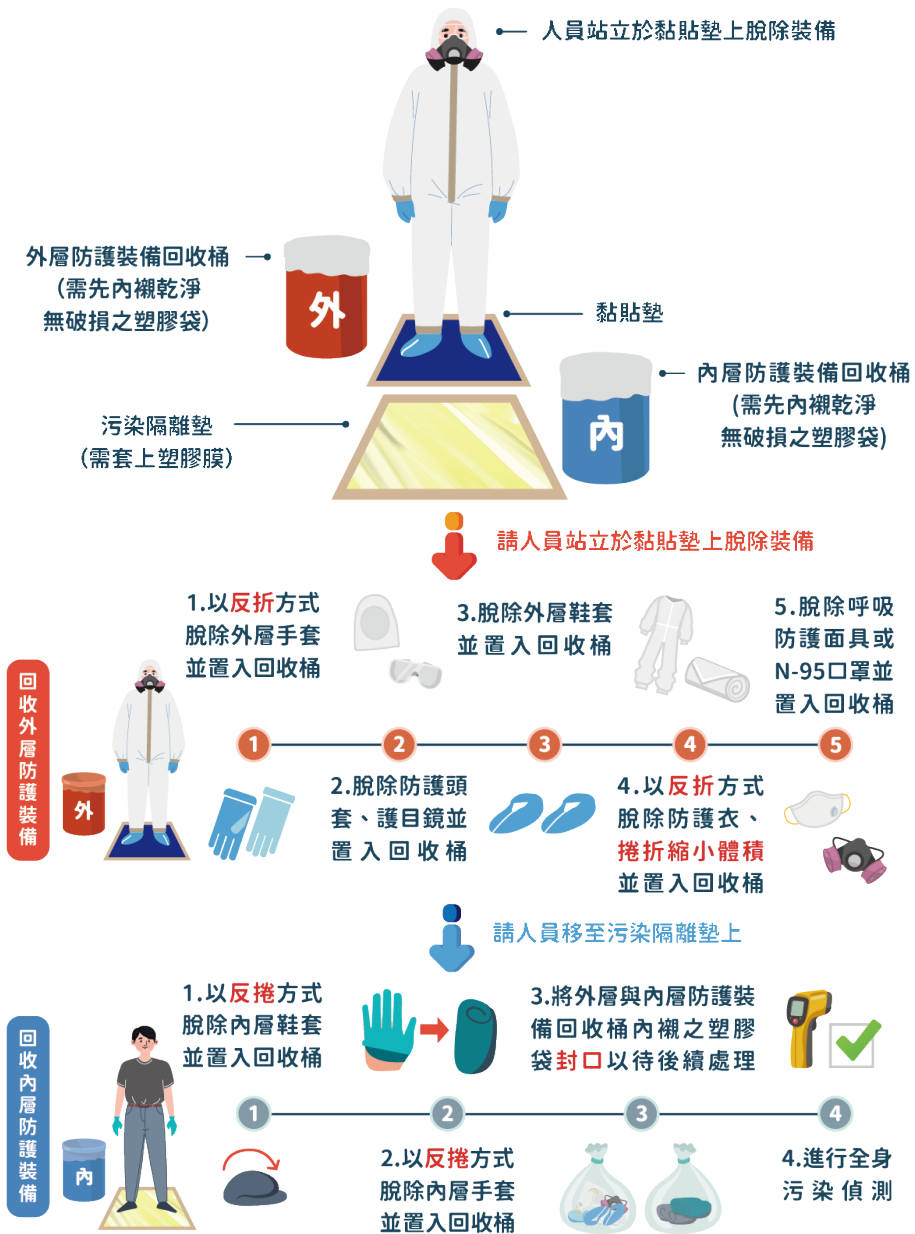 人員站立於黏貼墊上脫除裝備
外層防護裝備回收桶
(需先內襯乾淨
無破損之塑膠袋)
外
黏貼墊
內層防護裝備回收桶
(需先內襯乾淨
無破損之塑膠袋)
內
污染隔離墊
(需套上塑膠膜)
請人員站立於黏貼墊上脫除裝備
回收外層防護裝備
外
1.以反折方式
脫除外層手套
並置入回收桶
3.脫除外層鞋套
並置入回收桶
5.脫除呼吸
防護面具或
N-95口罩並
置入回收桶
1
2
3
4
5
2.脫除防護頭
套、護目鏡並
置入回收桶
4.以反折方式
脫除防護衣、
捲折縮小體積
並置入回收桶
請人員移至污染隔離墊上
回收內層防護裝備
內
1.以反捲方式
脫除內層鞋套
並置入回收桶
3.將外層與內層防護裝
備回收桶內襯之塑膠
袋封口以待後續處理
1
2
3
4
2.以反捲方式
脫除內層手套
並置入回收桶
4.進行全身
污染偵測